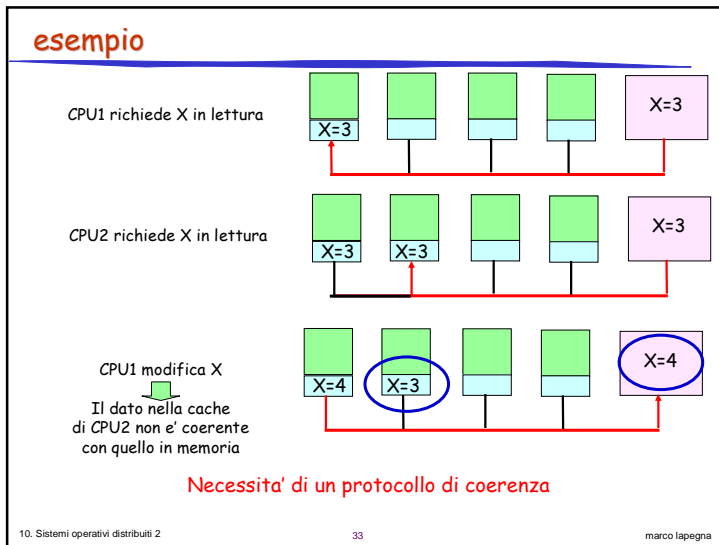 esempio
CPU1 richiede X in lettura
X=3
X=3
CPU2 richiede X in lettura
X=3
X=3
X=3
CPU1 modifica X
Il dato nella cache
di CPU2 non e' coerente
con quello in memoria
X=4
X=3
X=4
Necessita' di un protocollo di coerenza
10. Sistemi operativi distribuiti 2
33
marco lapegna